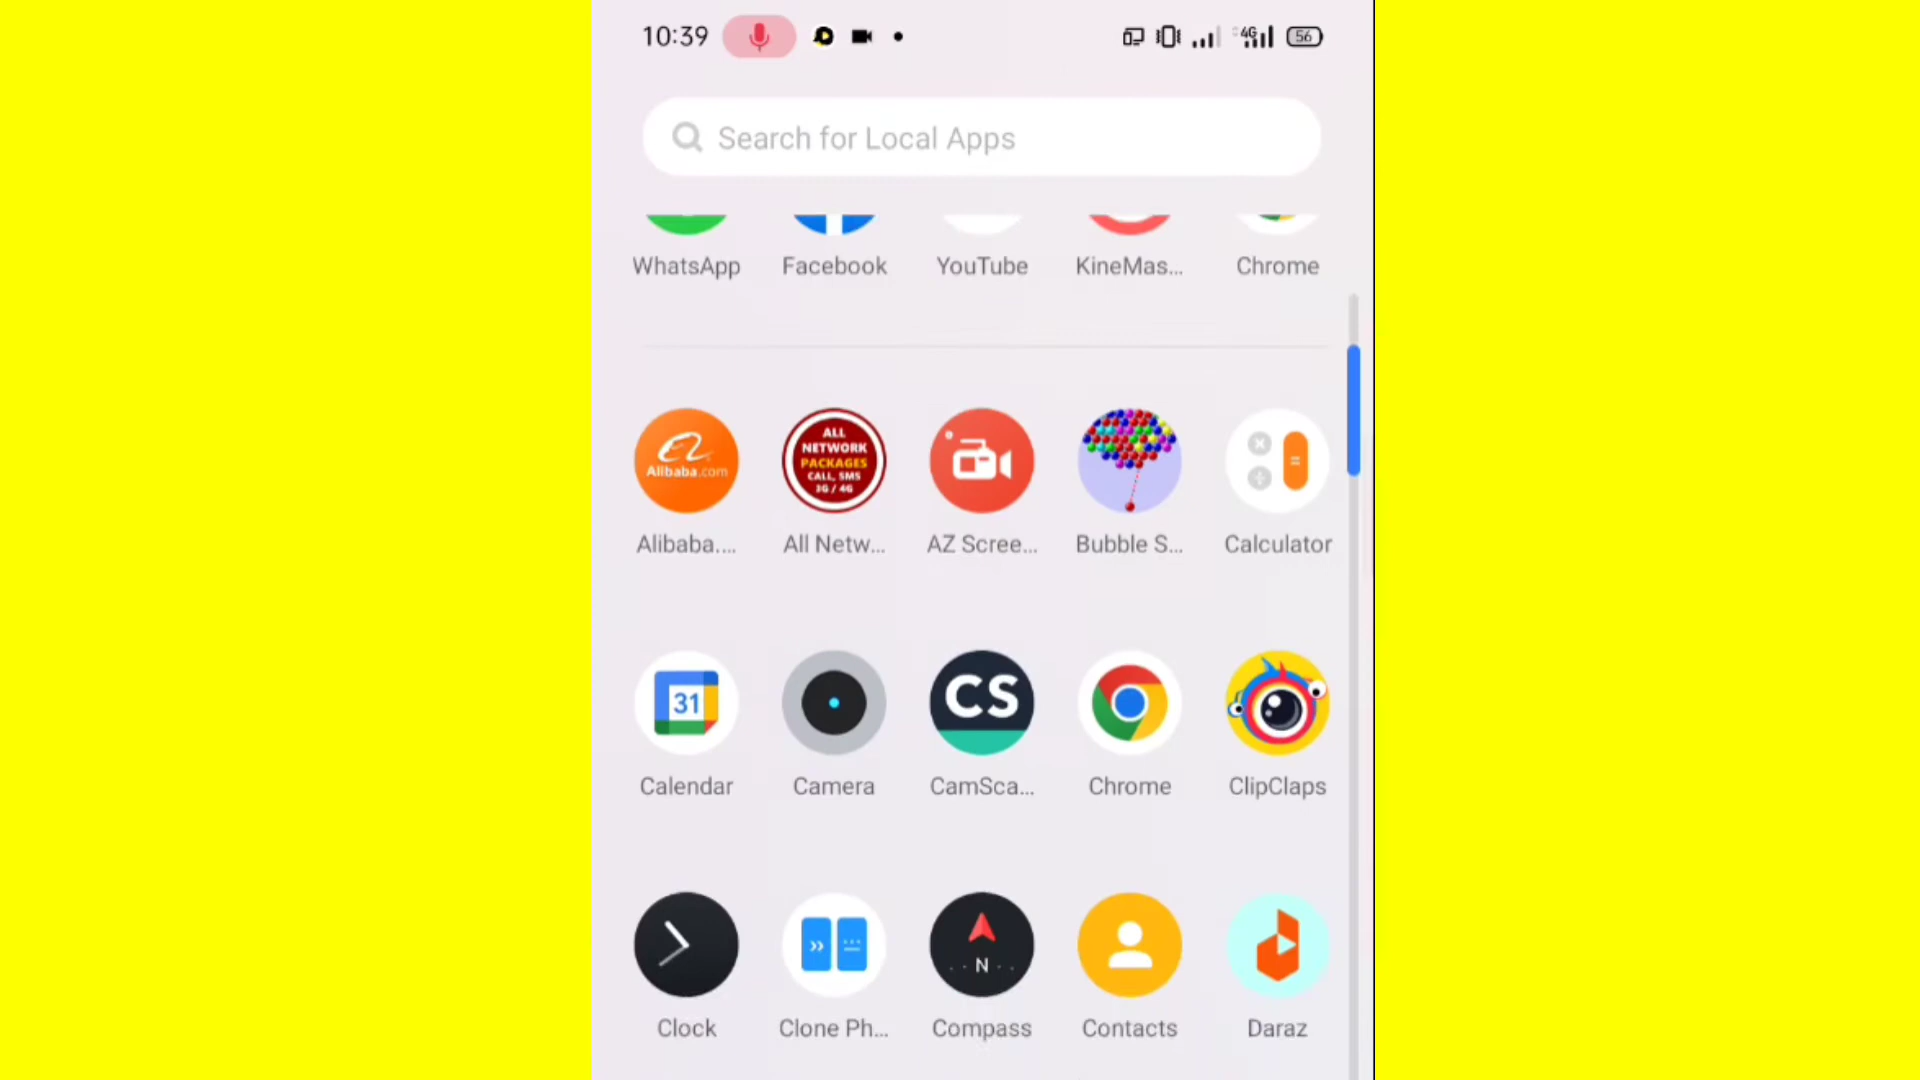 10:39
4G
56
Search for Local Apps
WhatsApp Facebook YouTube KineMas... Chrome
Alibaba.com
ALL
NETWORK
PACKAGES
CALL, SMS
3G / 4G
Alibaba.... All Netw... AZ Scree... Bubble S... Calculator
31
CS
Calendar Camera CamSca... Chrome ClipClaps
N
Clock Clone Ph... Compass Contacts Daraz